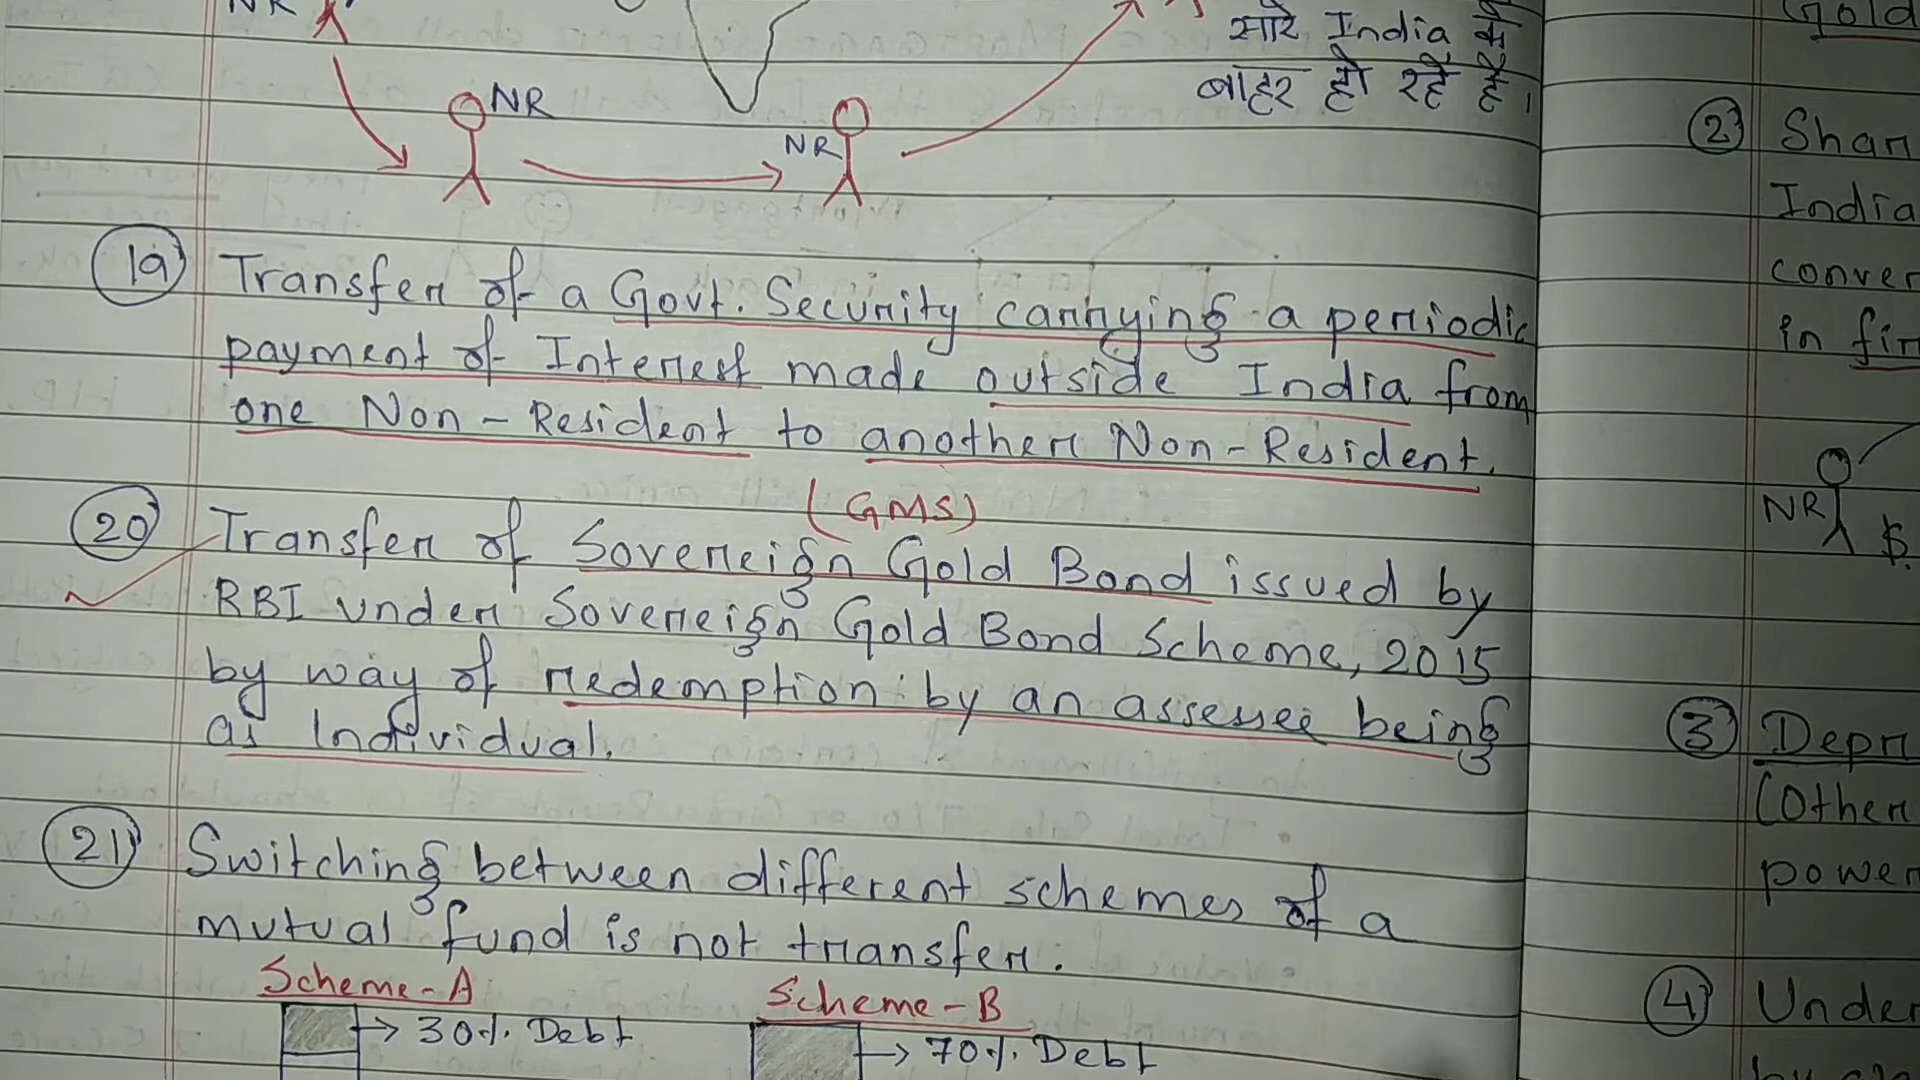 NR
सारे India से
बाहर हो रहे हैं।
NR
NR
19 Transfer of a Govt. Security carrying a periodic
payment of Interest made outside India from
one Non-Resident to another Non-Resident.
(GMS)
20 Transfer of Sovereign Gold Bond issued by
RBI under Sovereign Gold Bond Scheme, 2015
by way of redemption by an assessee being
as Individual.
21 Switching between different schemes of a
mutual fund is not transfer.
Scheme-A
Scheme-B
→ 30% Debt
→ 70% Debt
Gold
2 Shar
India
conver
in fir
NR $
3 Depr
(Other
power
4 Under